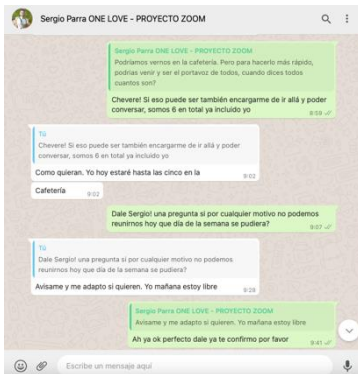 Sergio Parra ONE LOVE - PROYECTO ZOOM
Sergio Parra ONE LOVE - PROYECTO ZOOM
Podríamos vernos en la cafetería. Pero para hacerlo más rápido,
podrías venir y ser el portavoz de todos, cuando dices todos
cuantos son?
Chevere! Si eso puede ser también encargarme de ir allá y poder
conversar, somos 6 en total ya incluido yo
8:59
Tú
Chevere! Si eso puede ser también encargarme de ir allá y poder
conversar, somos 6 en total ya incluido yo
Como quieran. Yo hoy estaré hasta las cinco en la
9:02
Cafetería
9:02
Dale Sergio! una pregunta si por cualquier motivo no podemos
reunirnos hoy que día de la semana se pudiera?
9:07
Tú
Dale Sergio! una pregunta si por cualquier motivo no podemos
reunirnos hoy que día de la semana se pudiera?
Avisame y me adapto si quieren. Yo mañana estoy libre
9:28
Sergio Parra ONE LOVE - PROYECTO ZOOM
Avisame y me adapto si quieren. Yo mañana estoy libre
Ah ya ok perfecto dale ya te confirmo por favor
9:41
Escribe un mensaje aquí